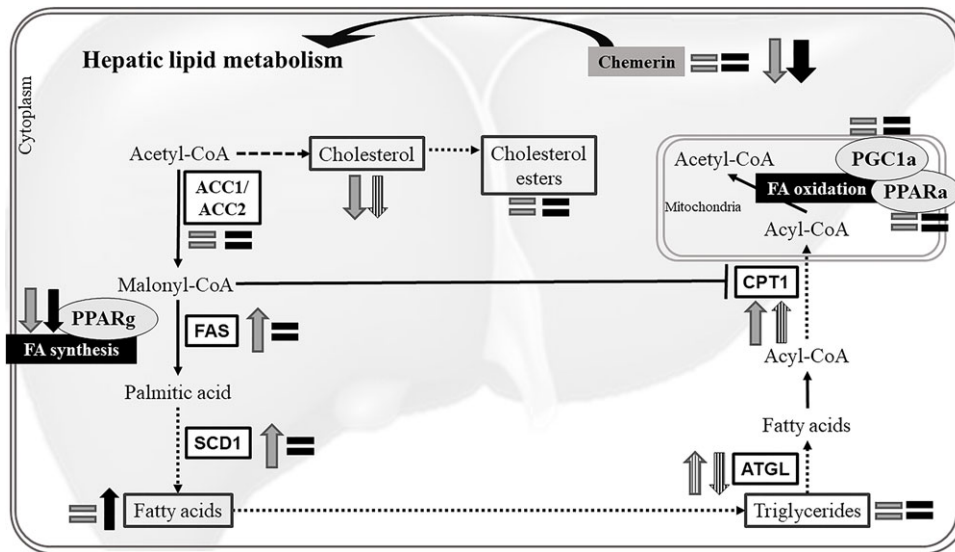 Hepatic lipid metabolism
Chemerin
Cytoplasm
Acetyl-CoA
Cholesterol
Cholesterol
esters
ACC1/
ACC2
Malonyl-CoA
PPARg
FA synthesis
FAS
Palmitic acid
SCD1
Fatty acids
Triglycerides
ATGL
Fatty acids
Acyl-CoA
CPT1
Acyl-CoA
Mitochondria
FA oxidation
PPARa
PGC1a
Acetyl-CoA